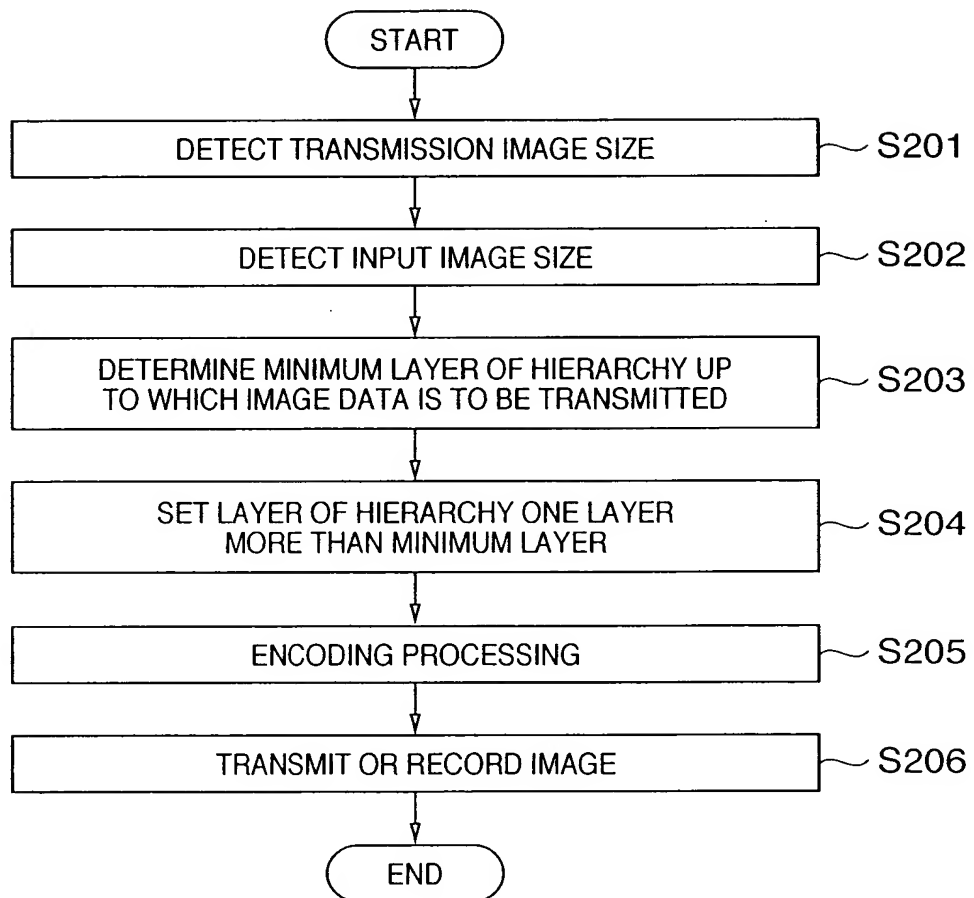 START
DETECT TRANSMISSION IMAGE SIZE
S201
DETECT INPUT IMAGE SIZE
S202
DETERMINE MINIMUM LAYER OF HIERARCHY UP
TO WHICH IMAGE DATA IS TO BE TRANSMITTED
S203
SET LAYER OF HIERARCHY ONE LAYER
MORE THAN MINIMUM LAYER
S204
ENCODING PROCESSING
S205
TRANSMIT OR RECORD IMAGE
S206
END